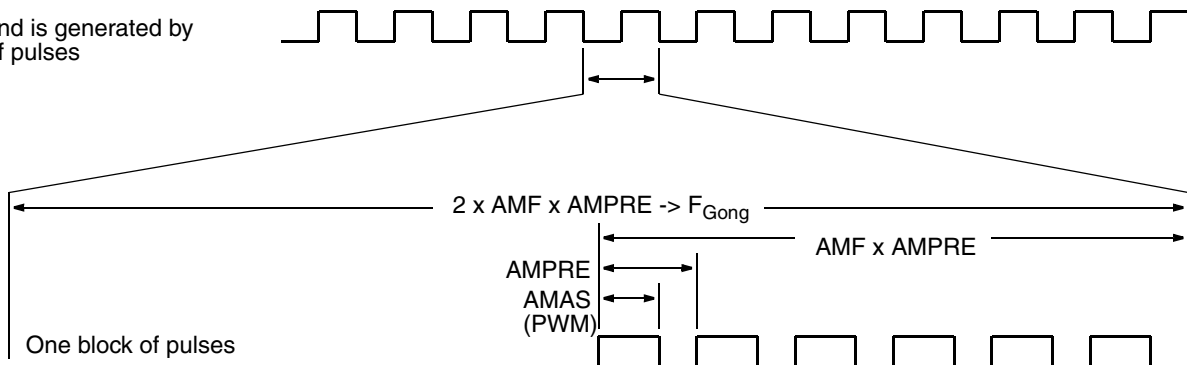 nd is generated by
f pulses
2 x AMF x AMPRE -> FGong
AMF x AMPRE
AMPRE
AMAS
(PWM)
One block of pulses